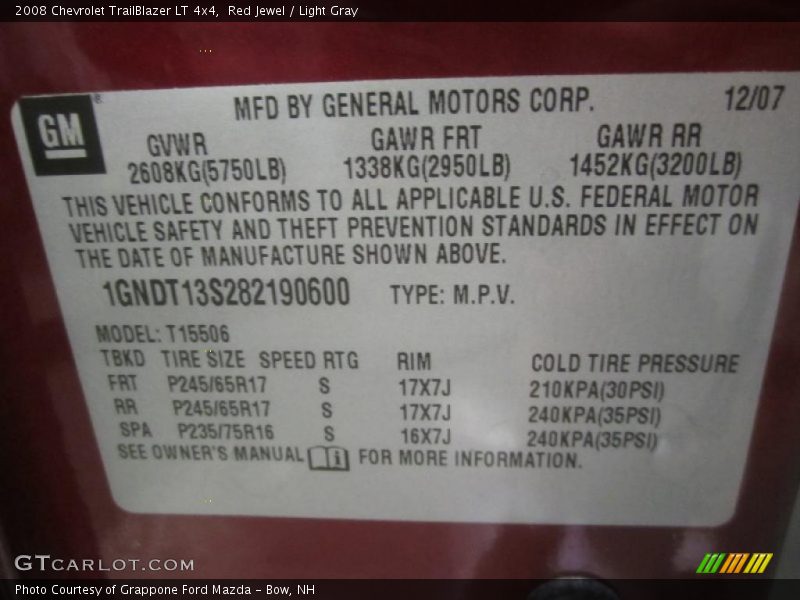 2008 Chevrolet TrailBlazer LT 4x4,  Red Jewel / Light Gray
GM ® MFD BY GENERAL MOTORS CORP. 12/07
GVWR GAWR FRT GAWR RR
2608KG(5750LB) 1338KG(2950LB) 1452KG(3200LB)
THIS VEHICLE CONFORMS TO ALL APPLICABLE U.S. FEDERAL MOTOR
VEHICLE SAFETY AND THEFT PREVENTION STANDARDS IN EFFECT ON
THE DATE OF MANUFACTURE SHOWN ABOVE.
1GNDT13S282190600 TYPE: M.P.V.
MODEL: T15506
TBKD TIRE SIZE SPEED RTG RIM COLD TIRE PRESSURE
FRT P245/65R17 S 17X7J 210KPA(30PSI)
RR P245/65R17 S 17X7J 240KPA(35PSI)
SPA P235/75R16 S 16X7J 240KPA(35PSI)
SEE OWNER'S MANUAL i FOR MORE INFORMATION.
GTCARLOT.COM
Photo Courtesy of Grappone Ford Mazda - Bow, NH